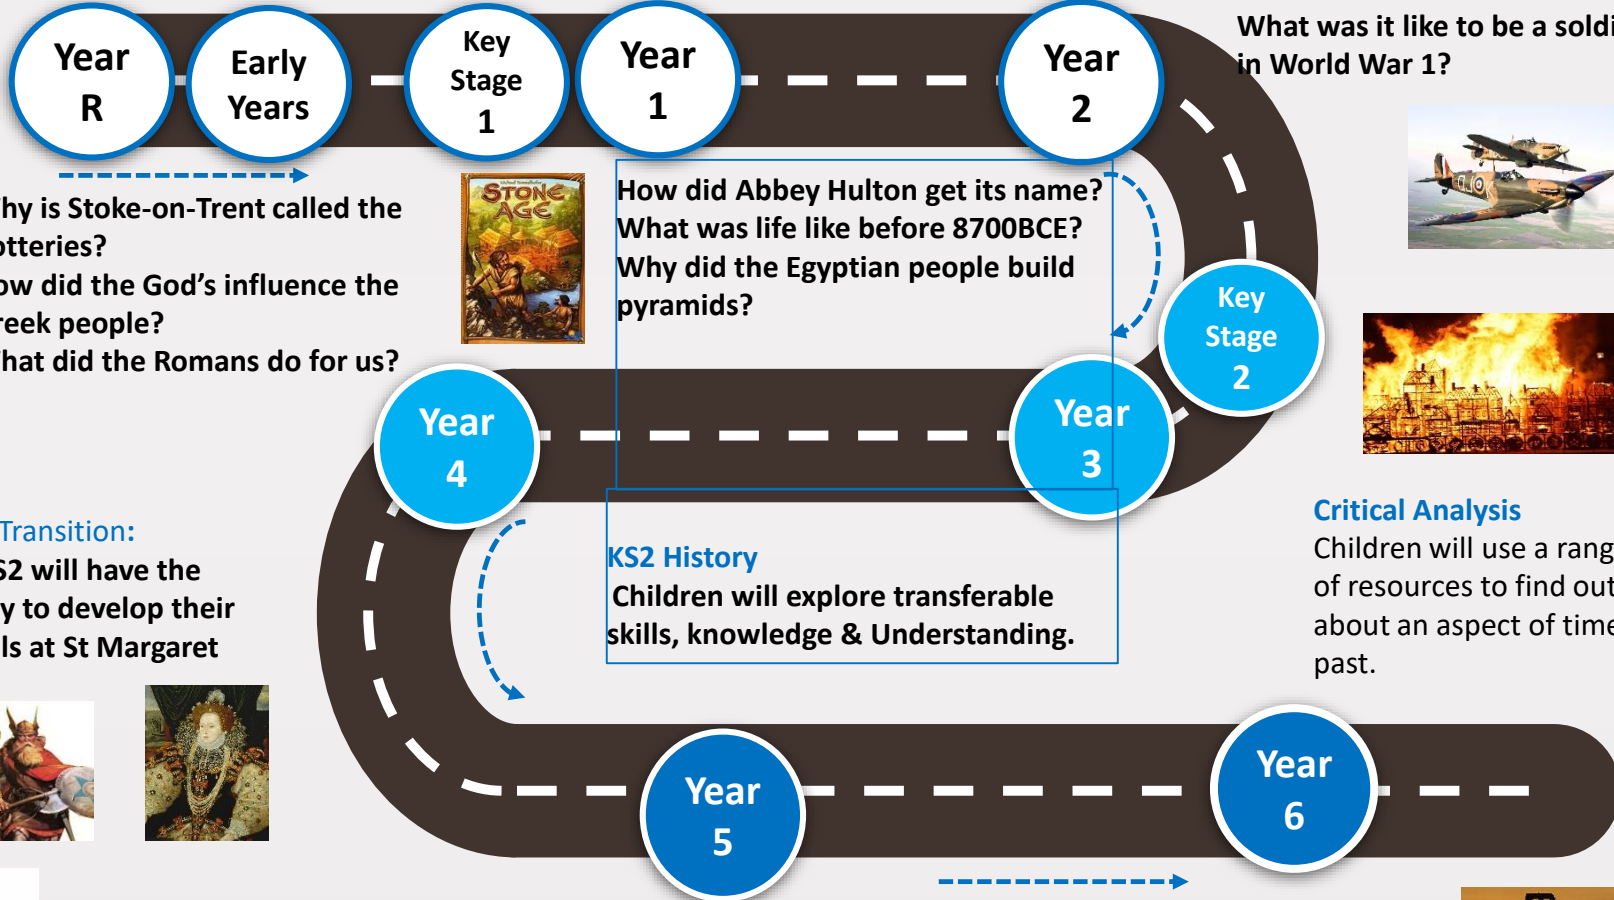 Year
R
Early
Years
Key
Stage
1
Year
1
Year
2
What was it like to be a soldi
in World War 1?
hy is Stoke-on-Trent called the
otteries?
ow did the God's influence the
reek people?
hat did the Romans do for us?
STONE
AGE
How did Abbey Hulton get its name?
What was life like before 8700BCE?
Why did the Egyptian people build
pyramids?
Key
Stage
2
Year
3
Year
4
Transition:
S2 will have the
y to develop their
ls at St Margaret
KS2 History
Children will explore transferable
skills, knowledge & Understanding.
Critical Analysis
Children will use a rang
of resources to find out
about an aspect of time
past.
Year
5
Year
6